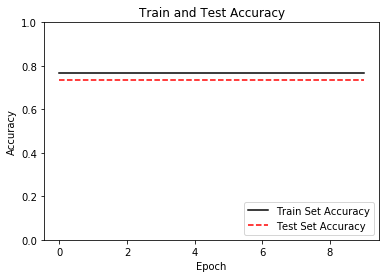 Train and Test Accuracy
1.0
0.8
0.6
0.4
0.2
0.0
Accuracy
Train Set Accuracy
Test Set Accuracy
0 2 4 6 8
Epoch